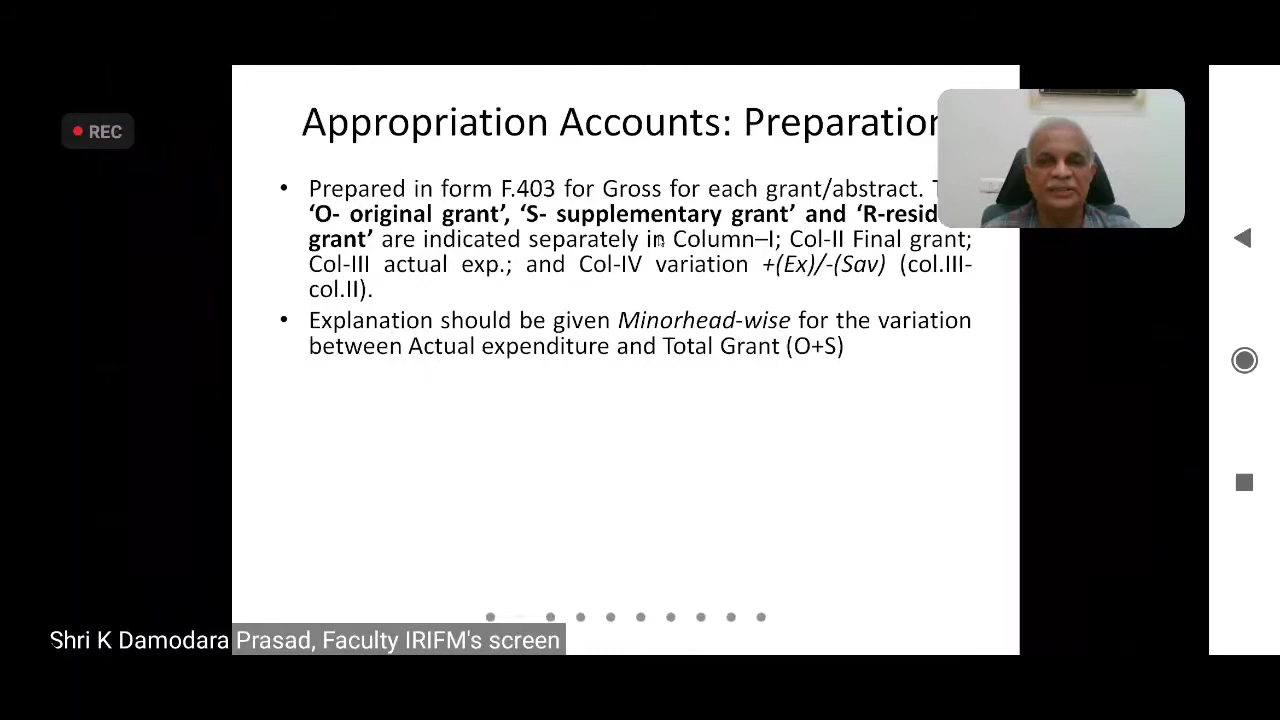 REC
Appropriation Accounts: Preparation
• Prepared in form F.403 for Gross for each grant/abstract.
‘O- original grant’, ‘S- supplementary grant’ and
grant’ are indicated separately in Column–I; Col-II Final grant;
Col-III actual exp.; and Col-IV variation +(Ex)/-(Sav) (col.III-
col.II).
• Explanation should be given Minorhead-wise for the variation
between Actual expenditure and Total Grant (O+S)
Shri K Damodara Prasad, Faculty IRIFM's screen